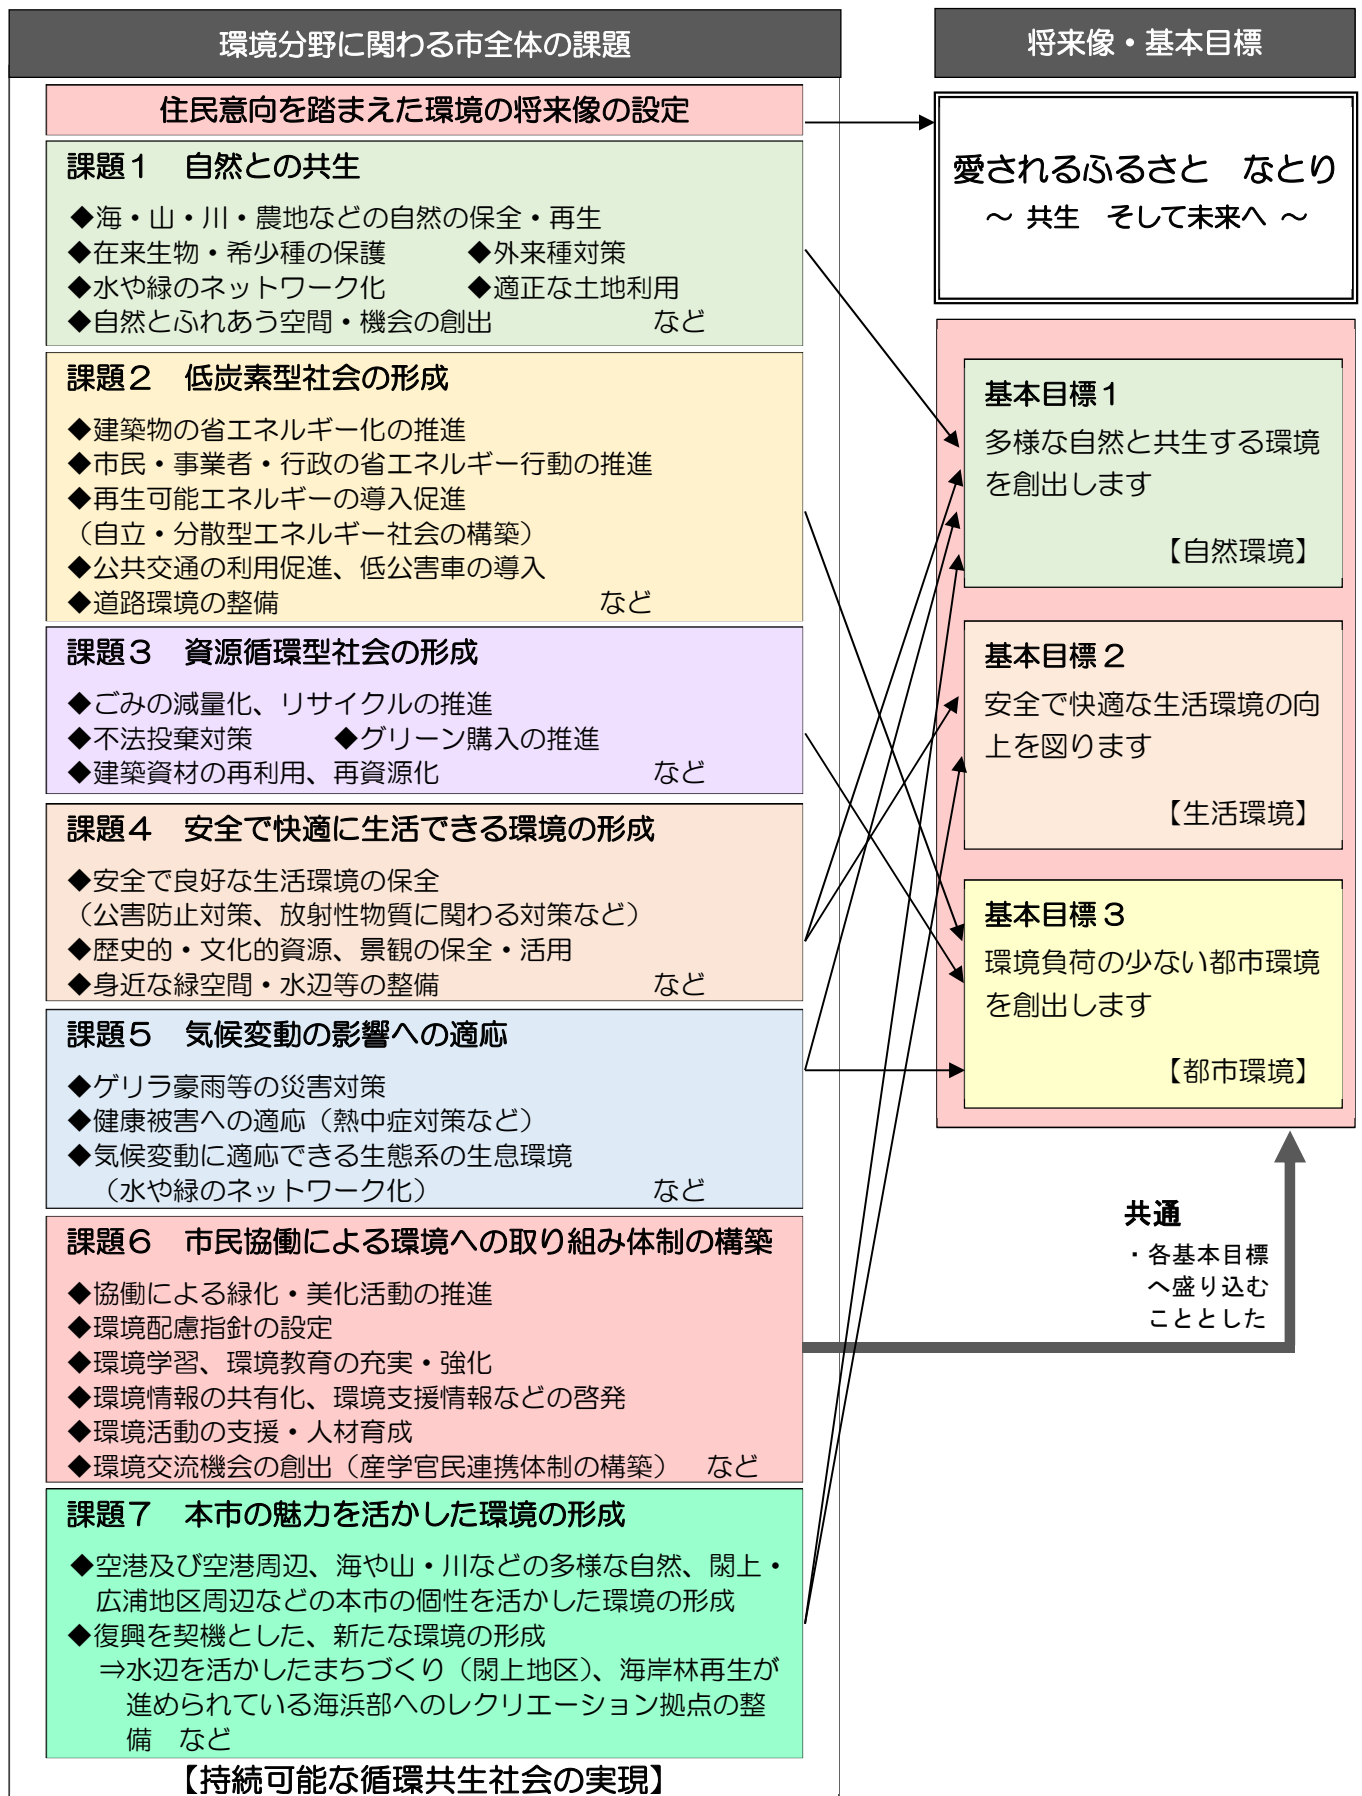 環境分野に関わる市全体の課題
住民意向を踏まえた環境の将来像の設定
課題１　自然との共生
◆海・山・川・農地などの自然の保全・再生
◆在来生物・希少種の保護　　　◆外来種対策
◆水や緑のネットワーク化　　　◆適正な土地利用
◆自然とふれあう空間・機会の創出　　　　　　など
課題２　低炭素型社会の形成
◆建築物の省エネルギー化の推進
◆市民・事業者・行政の省エネルギー行動の推進
◆再生可能エネルギーの導入促進
（自立・分散型エネルギー社会の構築）
◆公共交通の利用促進、低公害車の導入
◆道路環境の整備　　　　　　　　　　　　など
課題３　資源循環型社会の形成
◆ごみの減量化、リサイクルの推進
◆不法投棄対策　　　◆グリーン購入の推進
◆建築資材の再利用、再資源化　　　　　　　　など
課題４　安全で快適に生活できる環境の形成
◆安全で良好な生活環境の保全
（公害防止対策、放射性物質に関わる対策など）
◆歴史的・文化的資源、景観の保全・活用
◆身近な緑空間・水辺等の整備　　　　　　　　など
課題５　気候変動の影響への適応
◆ゲリラ豪雨等の災害対策
◆健康被害への適応（熱中症対策など）
◆気候変動に適応できる生態系の生息環境
（水や緑のネットワーク化）　　　　　　　　　など
課題６　市民協働による環境への取り組み体制の構築
◆協働による緑化・美化活動の推進
◆環境配慮指針の設定
◆環境学習、環境教育の充実・強化
◆環境情報の共有化、環境支援情報などの啓発
◆環境活動の支援・人材育成
◆環境交流機会の創出（産学官民連携体制の構築）　など
課題７　本市の魅力を活かした環境の形成
◆空港及び空港周辺、海や山・川などの多様な自然、閖上・
広浦地区周辺などの本市の個性を活かした環境の形成
◆復興を契機とした、新たな環境の形成
⇒水辺を活かしたまちづくり（閖上地区）、海岸林再生が
進められている海浜部へのレクリエーション拠点の整
備　など
【持続可能な循環共生社会の実現】
将来像・基本目標
愛されるふるさと　なとり
～ 共生　そして未来へ ～
基本目標１
多様な自然と共生する環境
を創出します
【自然環境】
基本目標２
安全で快適な生活環境の向
上を図ります
【生活環境】
基本目標３
環境負荷の少ない都市環境
を創出します
【都市環境】
共通
・各基本目標
へ盛り込む
こととした